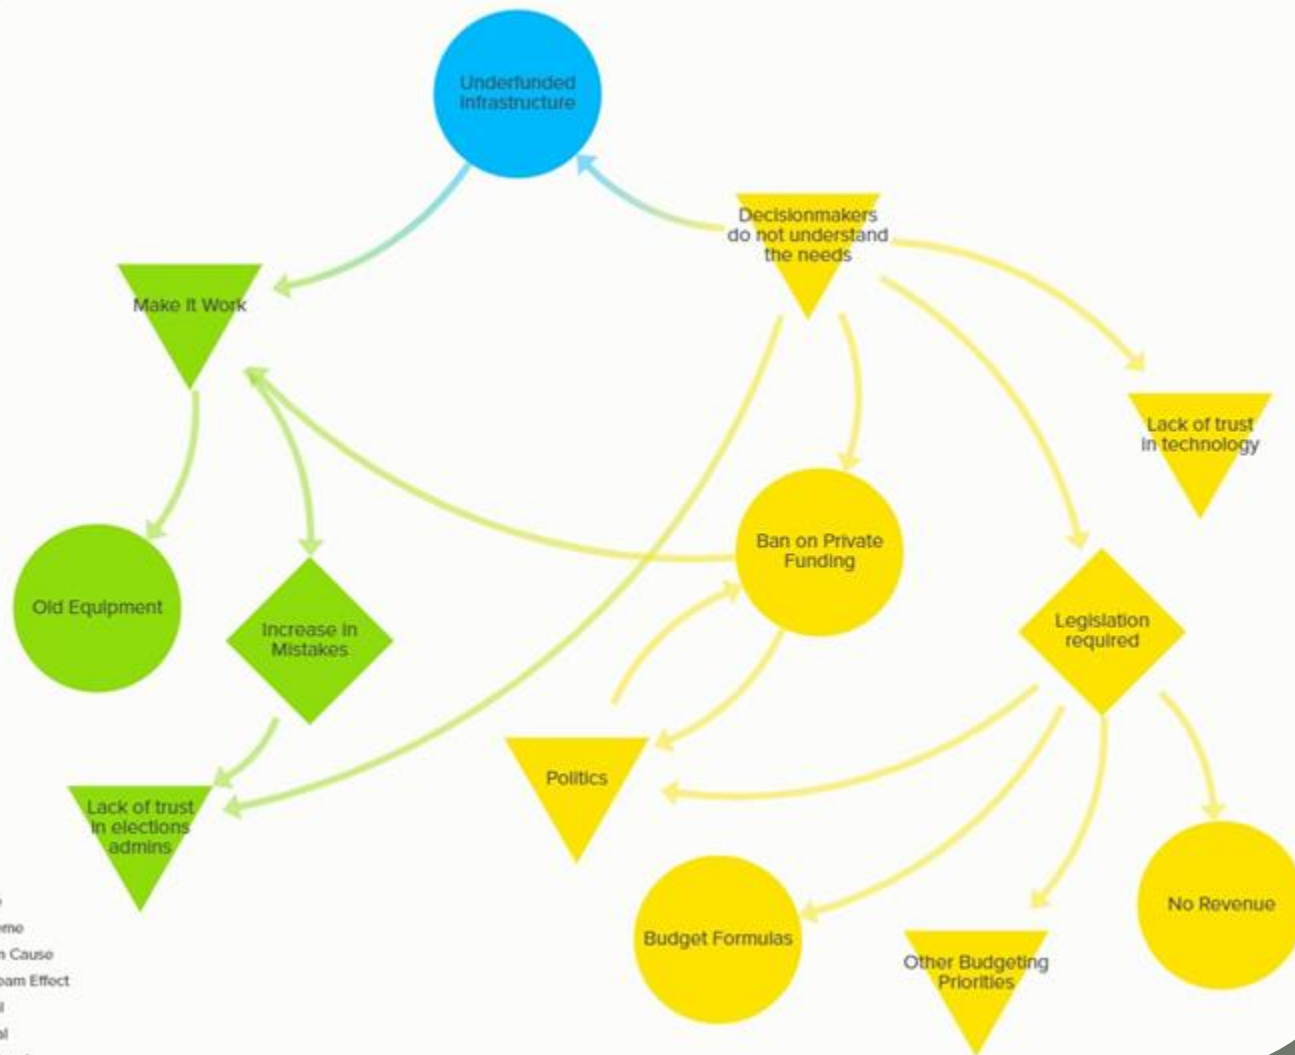 Underfunded
Infrastructure
Decisionmakers
do not understand
the needs
Make It Work
Lack of trust
in technology
Ban on Private
Funding
Old Equipment
Increase in
Mistakes
Legislation
required
Politics
Lack of trust
in elections
admins
Budget Formulas
Other Budgeting
Priorities
No Revenue
Cause
Effect